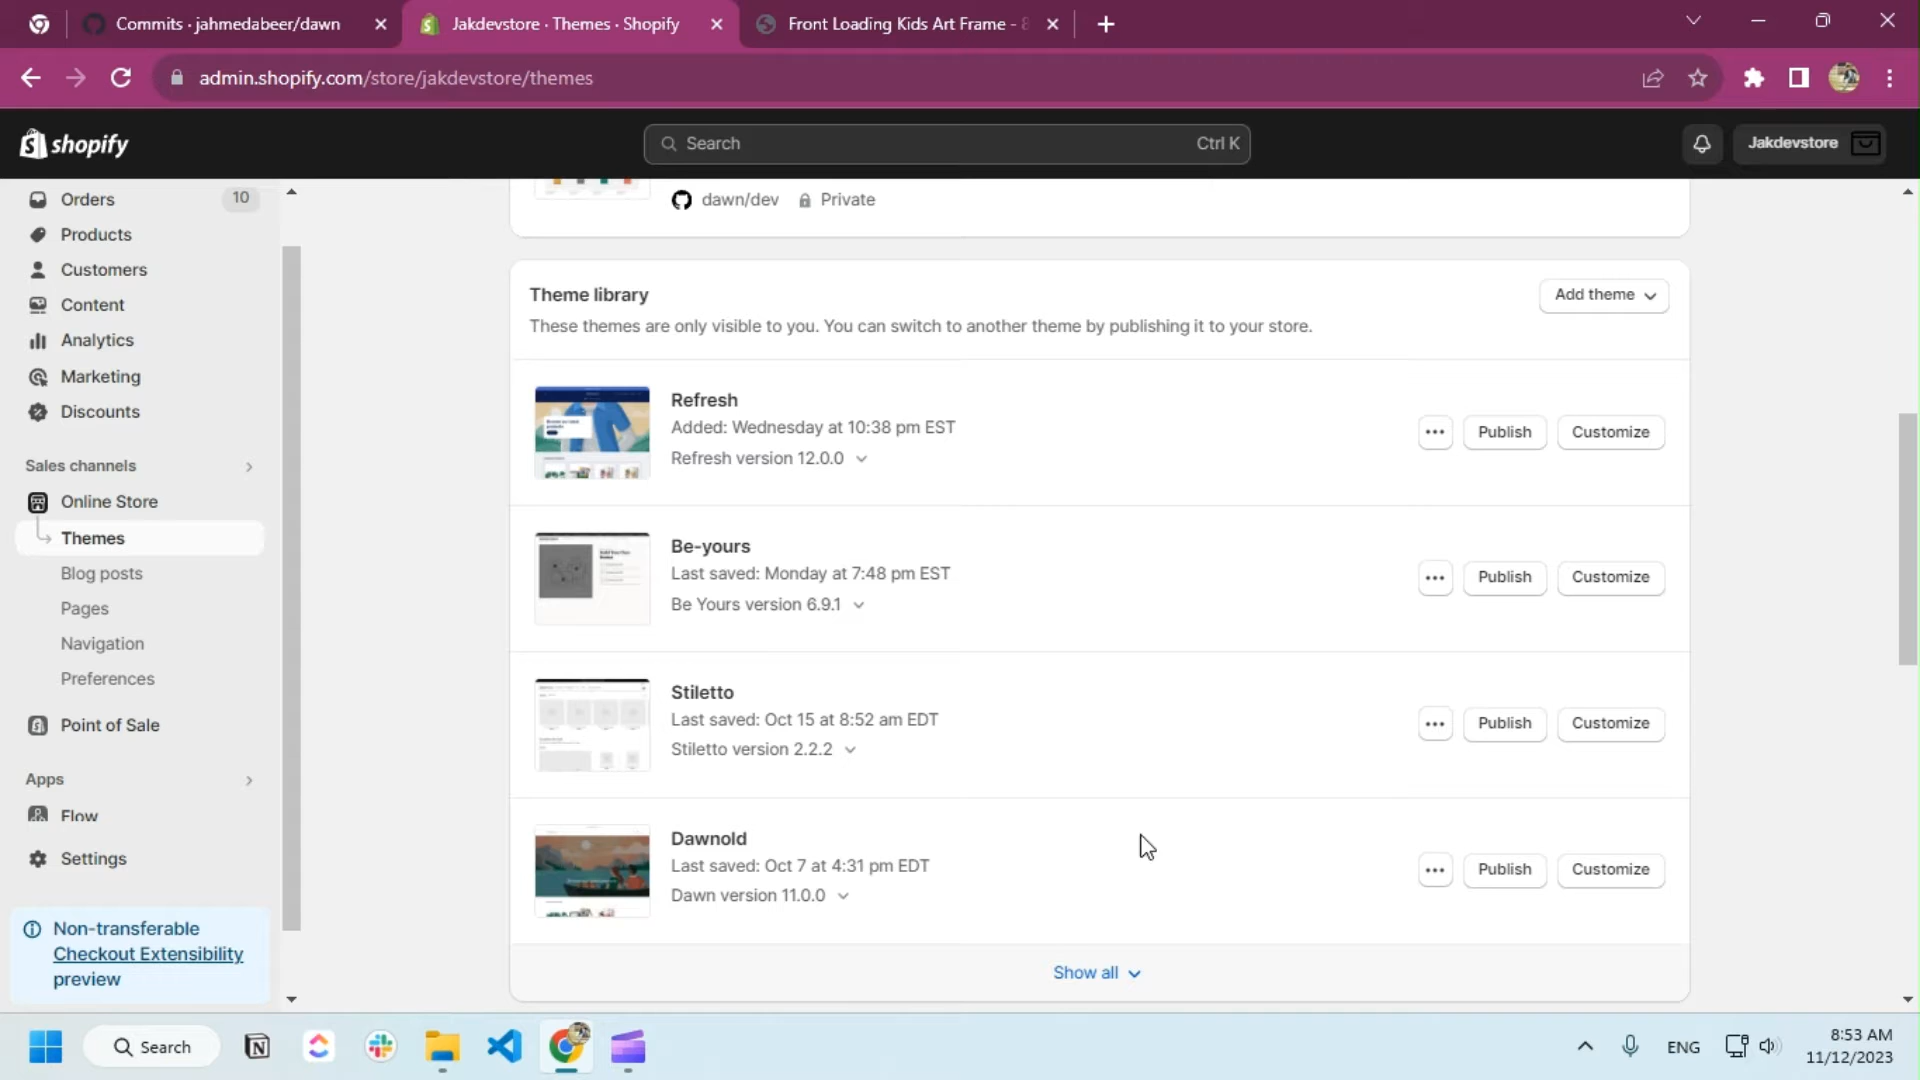 Commits · jahmedabeer/dawn
Jakdevstore · Themes · Shopify
Front Loading Kids Art Frame - 8
admin.shopify.com/store/jakdevstore/themes
shopify
Search
Ctrl K
Jakdevstore
Orders
10
Products
Customers
Content
Analytics
Marketing
Discounts
Sales channels
Online Store
Themes
Blog posts
Pages
Navigation
Preferences
Point of Sale
Apps
Flow
Settings
Non-transferable
Checkout Extensibility
preview
dawn/dev
Private
Theme library
Add theme
These themes are only visible to you. You can switch to another theme by publishing it to your store.
Refresh
Added: Wednesday at 10:38 pm EST
Refresh version 12.0.0
Publish
Customize
Be-yours
Last saved: Monday at 7:48 pm EST
Be Yours version 6.9.1
Publish
Customize
Stiletto
Last saved: Oct 15 at 8:52 am EDT
Stiletto version 2.2.2
Publish
Customize
Dawnold
Last saved: Oct 7 at 4:31 pm EDT
Dawn version 11.0.0
Publish
Customize
Show all
Search
ENG
8:53 AM
11/12/2023